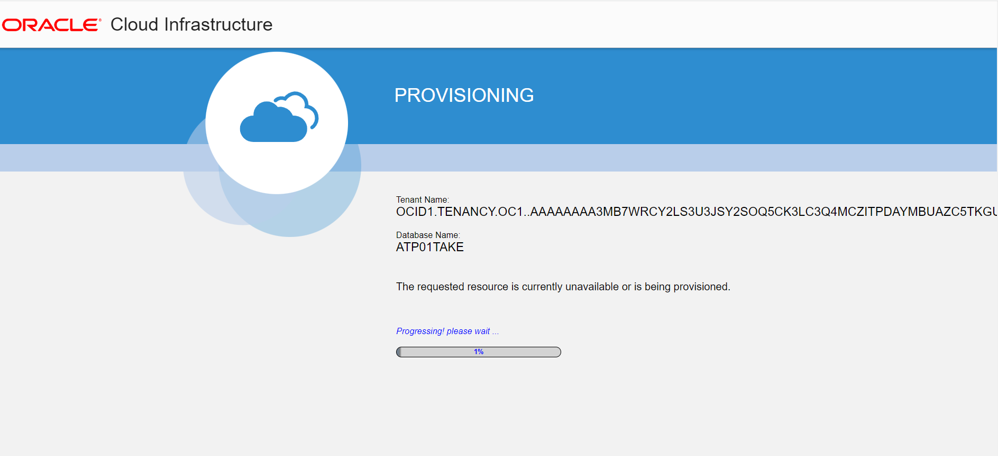 ORACLE® Cloud Infrastructure
PROVISIONING
Tenant Name:
OCID1.TENANCY.OC1..AAAAAAAA3MB7WRCY2LS3U3JSY2SOQ5CK3LC3Q4MCZITPDAYMBUAZC5TKGU
Database Name:
ATP01TAKE
The requested resource is currently unavailable or is being provisioned.
Progressing! please wait ...
1%